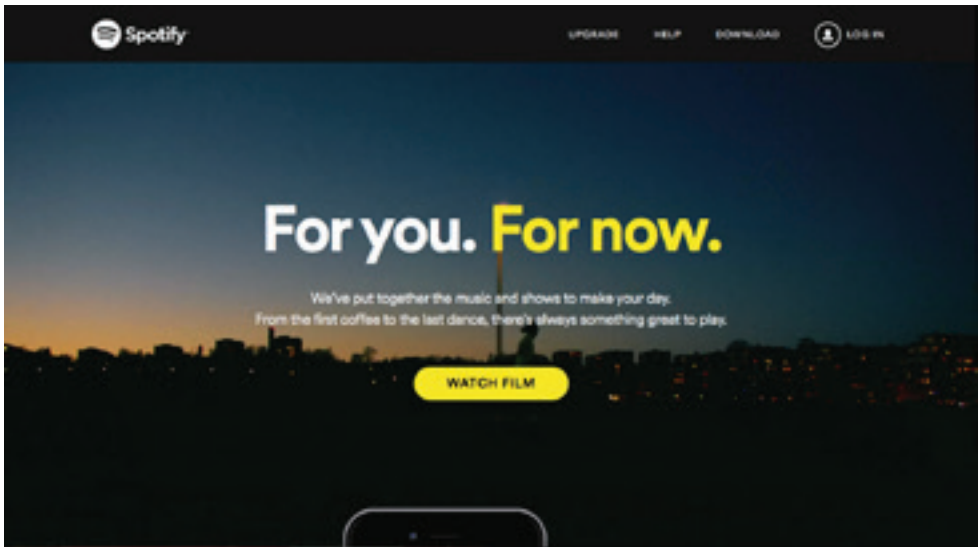 Spotify
UPGRADE HELP DOWNLOAD LOG IN
For you. For now.
We've put together the music and shows to make your day.
From the first coffee to the last dance, there's always something great to play.
WATCH FILM